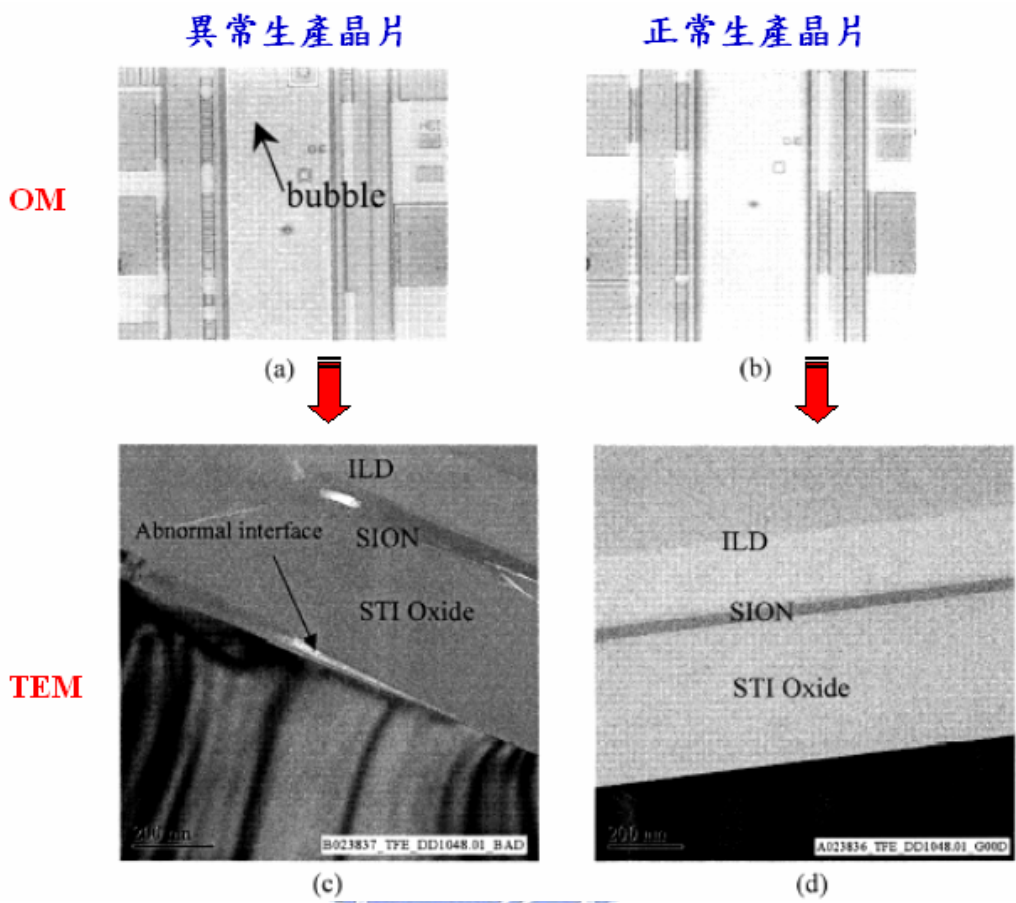 異常生產晶片
正常生產晶片
OM
bubble
(a)
(b)
TEM
ILD
Abnormal interface
SION
STI Oxide
200 nm
B023837_TFE_DD1048.01_BAD
(c)
ILD
SION
STI Oxide
200 nm
A023836_TFE_DD1048.01_G00D
(d)